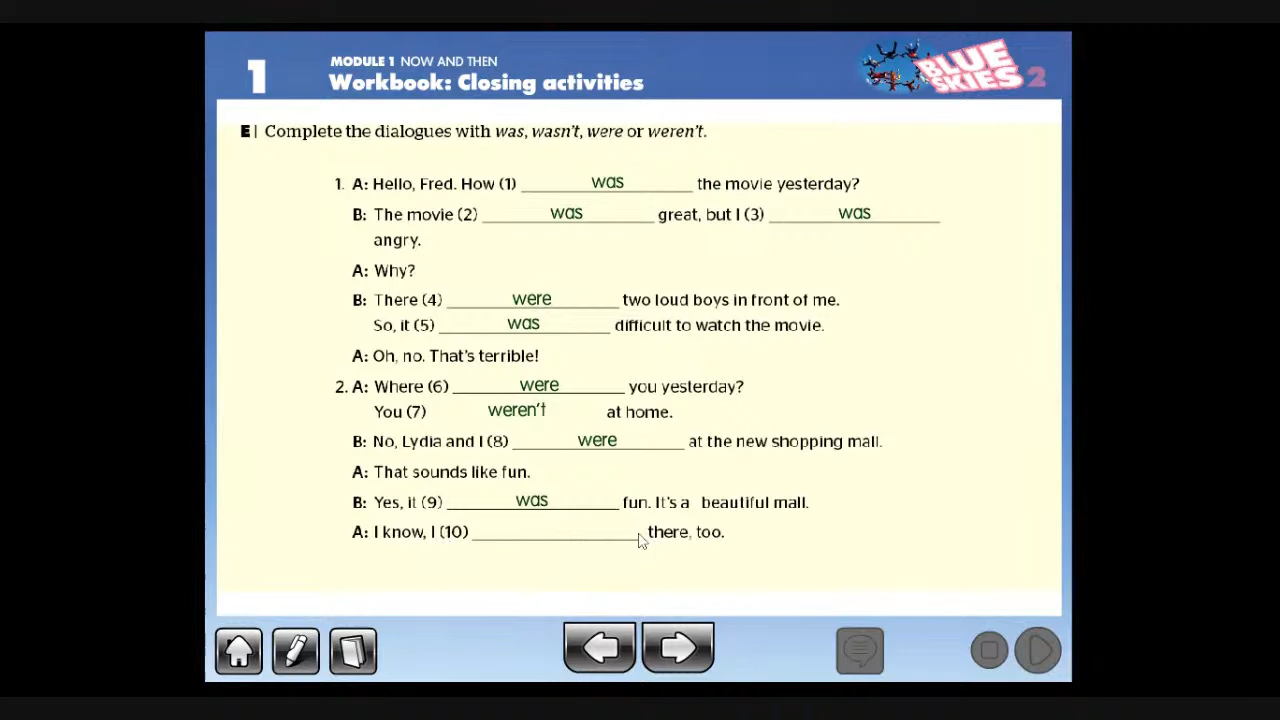 1
MODULE 1 NOW AND THEN
Workbook: Closing activities
BLUE SKIES 2
E | Complete the dialogues with was, wasn't, were or weren't.
1. A: Hello, Fred. How (1) was the movie yesterday?
B: The movie (2) was great, but I (3) was
angry.
A: Why?
B: There (4) were two loud boys in front of me.
So, it (5) was difficult to watch the movie.
A: Oh, no. That's terrible!
2. A: Where (6) were you yesterday?
You (7) weren't at home.
B: No, Lydia and I (8) were at the new shopping mall.
A: That sounds like fun.
B: Yes, it (9) was fun. It's a beautiful mall.
A: I know, I (10) ____________ there, too.